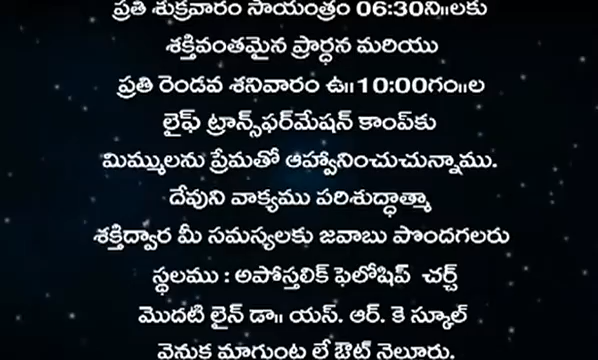 ప్రతి శుక్రవారం సాయంత్రం 06:30ని॥లకు
శక్తివంతమైన ప్రార్ధన మరియు
ప్రతి రెండవ శనివారం ఉ॥10:00గం॥ల
లైఫ్ ట్రాన్స్‌ఫర్‌మేషన్ కాంప్‌కు
మిమ్ములను ప్రేమతో ఆహ్వానించుచున్నాము.
దేవుని వాక్యము పరిశుద్ధాత్మా
శక్తిద్వార మీ సమస్యలకు జవాబు పొందగలరు
స్థలము : అపోస్తలిక్ ఫెలోషిప్ చర్చ్
మొదటి లైన్ డా॥ యస్. ఆర్. కె స్కూల్
వెనుక మాగుంట లే ఔట్ నెల్లూరు.